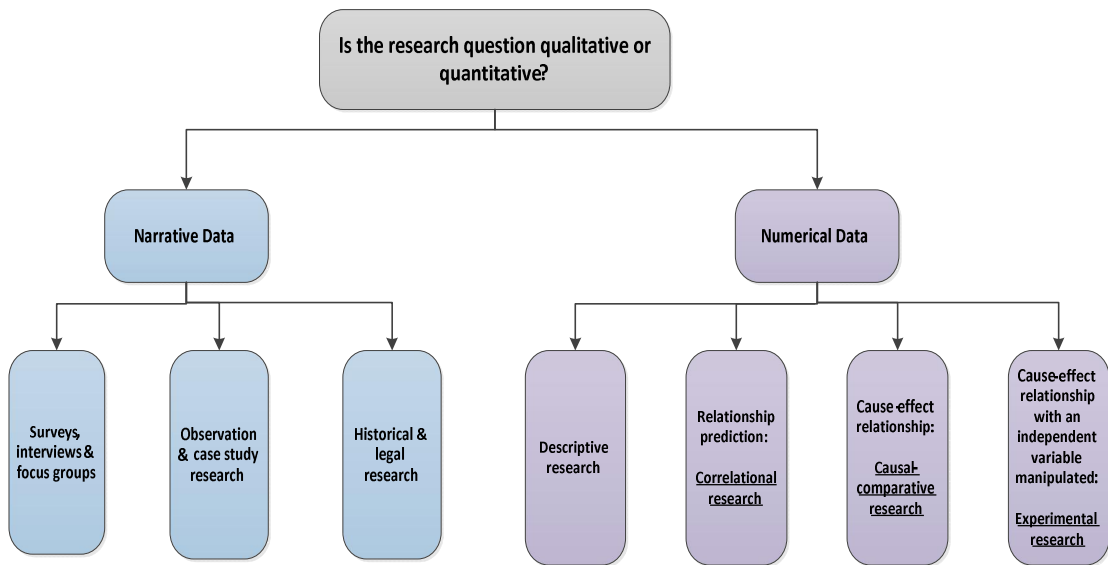 Is the research question qualitative or
quantitative?
Narrative Data
Numerical Data
Surveys,
interviews &
focus groups
Observation
& case study
research
Historical &
legal
research
Descriptive
research
Relationship
prediction:
Correlational
research
Cause-effect
relationship:
Causal-
comparative
research
Cause-effect
relationship
with an
independent
variable
manipulated:
Experimental
research